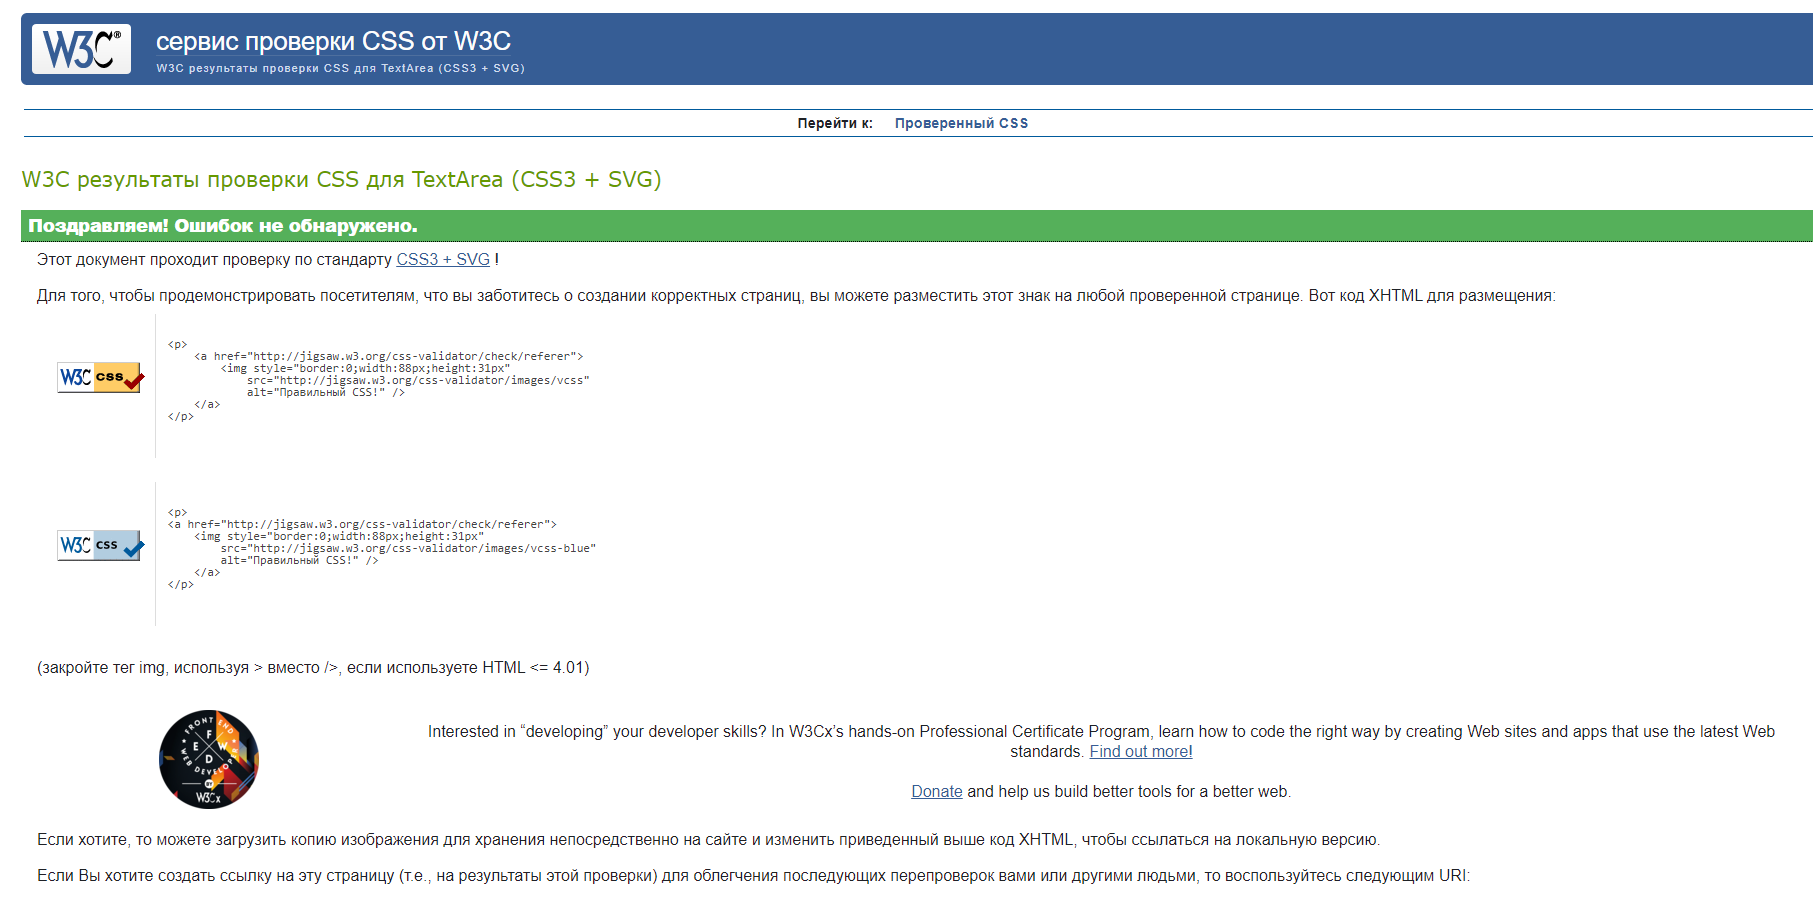 W3C®
сервис проверки CSS от W3C
W3C результаты проверки CSS для TextArea (CSS3 + SVG)
Перейти к: Проверенный CSS
W3C результаты проверки CSS для TextArea (CSS3 + SVG)
Поздравляем! Ошибок не обнаружено.
Этот документ проходит проверку по стандарту CSS3 + SVG !
Для того, чтобы продемонстрировать посетителям, что вы заботитесь о создании корректных страниц, вы можете разместить этот знак на любой проверенной странице. Вот код XHTML для размещения:
W3C css
<p>
    <a href="http://jigsaw.w3.org/css-validator/check/referer">
        <img style="border:0;width:88px;height:31px"
            src="http://jigsaw.w3.org/css-validator/images/vcss"
            alt="Правильный CSS!" />
    </a>
</p>
W3C css
<p>
<a href="http://jigsaw.w3.org/css-validator/check/referer">
    <img style="border:0;width:88px;height:31px"
        src="http://jigsaw.w3.org/css-validator/images/vcss-blue"
        alt="Правильный CSS!" />
    </a>
</p>
(закройте тег img, используя > вместо />, если используете HTML <= 4.01)
FRONT END
F E W D
WEB DEVELOPER
W3Cx
Interested in “developing” your developer skills? In W3Cx’s hands-on Professional Certificate Program, learn how to code the right way by creating Web sites and apps that use the latest Web
standards. Find out more!
Donate and help us build better tools for a better web.
Если хотите, то можете загрузить копию изображения для хранения непосредственно на сайте и изменить приведенный выше код XHTML, чтобы ссылаться на локальную версию.
Если Вы хотите создать ссылку на эту страницу (т.е., на результаты этой проверки) для облегчения последующих перепроверок вами или другими людьми, то воспользуйтесь следующим URI: